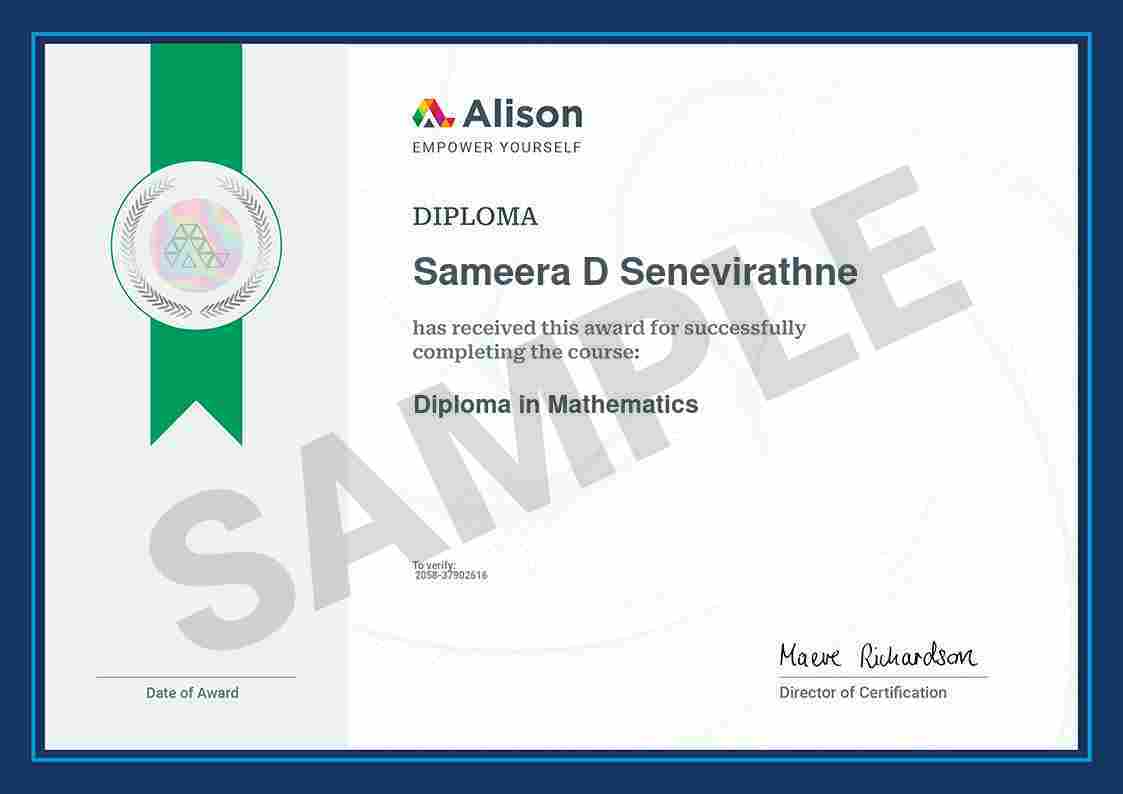 Alison
EMPOWER YOURSELF
DIPLOMA
Sameera D Senevirathne
has received this award for successfully
completing the course:
Diploma in Mathematics
SAMPLE
To verify:
2058-37902616
Maeve Richardson
Date of Award
Director of Certification